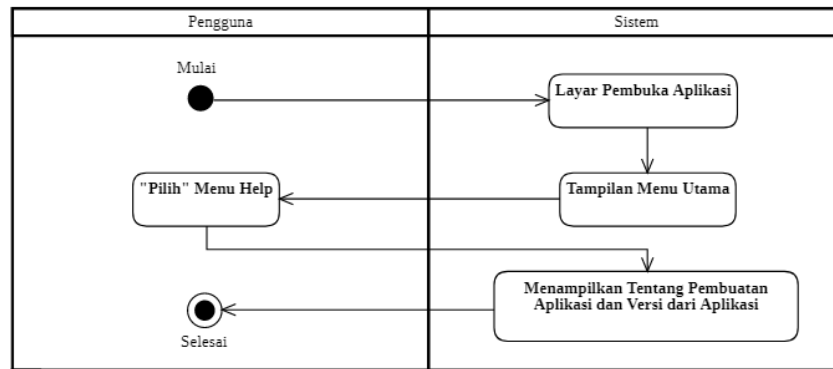 Pengguna
Sistem
Mulai
Layar Pembuka Aplikasi
"Pilih" Menu Help
Tampilan Menu Utama
Menampilkan Tentang Pembuatan
Aplikasi dan Versi dari Aplikasi
Selesai